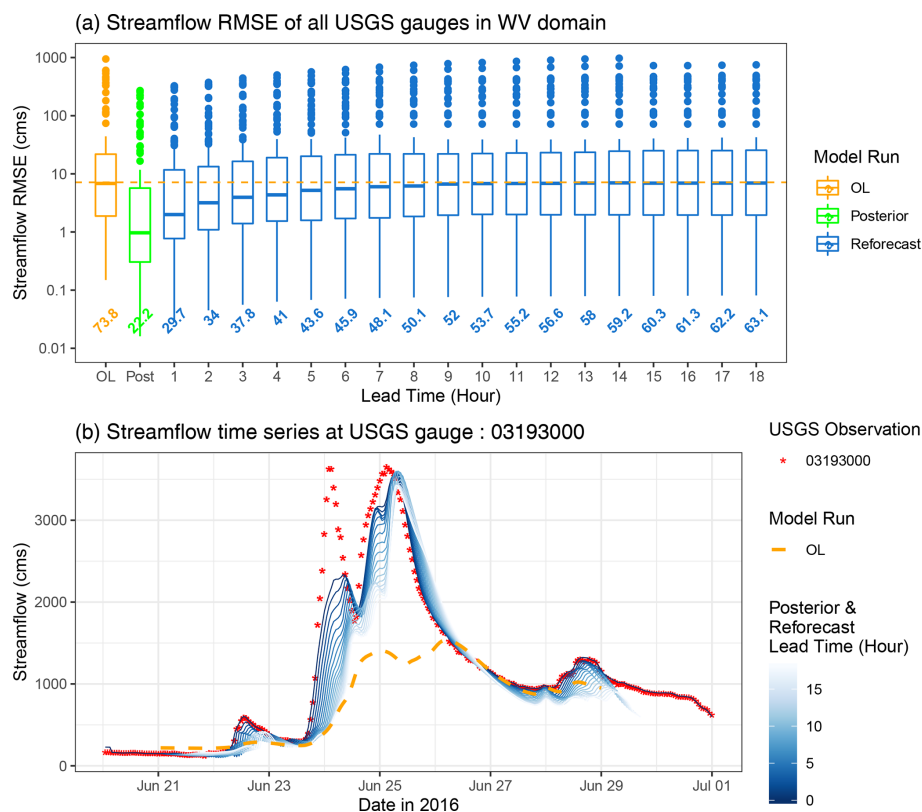 (a) Streamflow RMSE of all USGS gauges in WV domain
Streamflow RMSE (cms)
1000
100
10
1
0.1
0.01
73.8 22.2 29.7 34 37.8 41 43.6 45.9 48.1 50.1 52 53.7 55.2 56.6 58 59.2 60.3 61.3 62.2 63.1
OL Post 1 2 3 4 5 6 7 8 9 10 11 12 13 14 15 16 17 18
Lead Time (Hour)
Model Run
OL
Posterior
Reforecast
(b) Streamflow time series at USGS gauge : 03193000
Streamflow (cms)
3000
2000
1000
0
Jun 21 Jun 23 Jun 25 Jun 27 Jun 29 Jul 01
Date in 2016
USGS Observation
03193000
Model Run
OL
Posterior &
Reforecast
Lead Time (Hour)
15
10
5
0